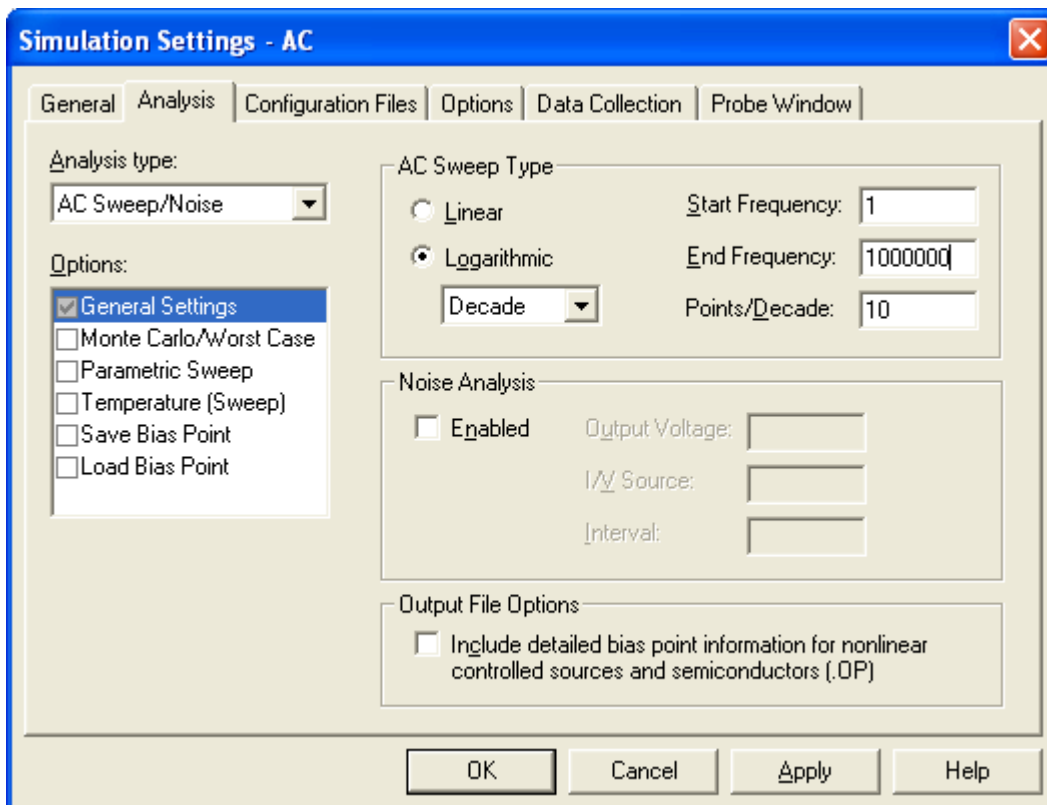 Simulation Settings - AC
General Analysis Configuration Files Options Data Collection Probe Window
Analysis type:
AC Sweep/Noise
Options:
General Settings
Monte Carlo/Worst Case
Parametric Sweep
Temperature (Sweep)
Save Bias Point
Load Bias Point
AC Sweep Type
Linear
Logarithmic
Decade
Start Frequency: 1
End Frequency: 1000000
Points/Decade: 10
Noise Analysis
Enabled
Output Voltage:
I/V Source:
Interval:
Output File Options
Include detailed bias point information for nonlinear
controlled sources and semiconductors (.OP)
OK Cancel Apply Help